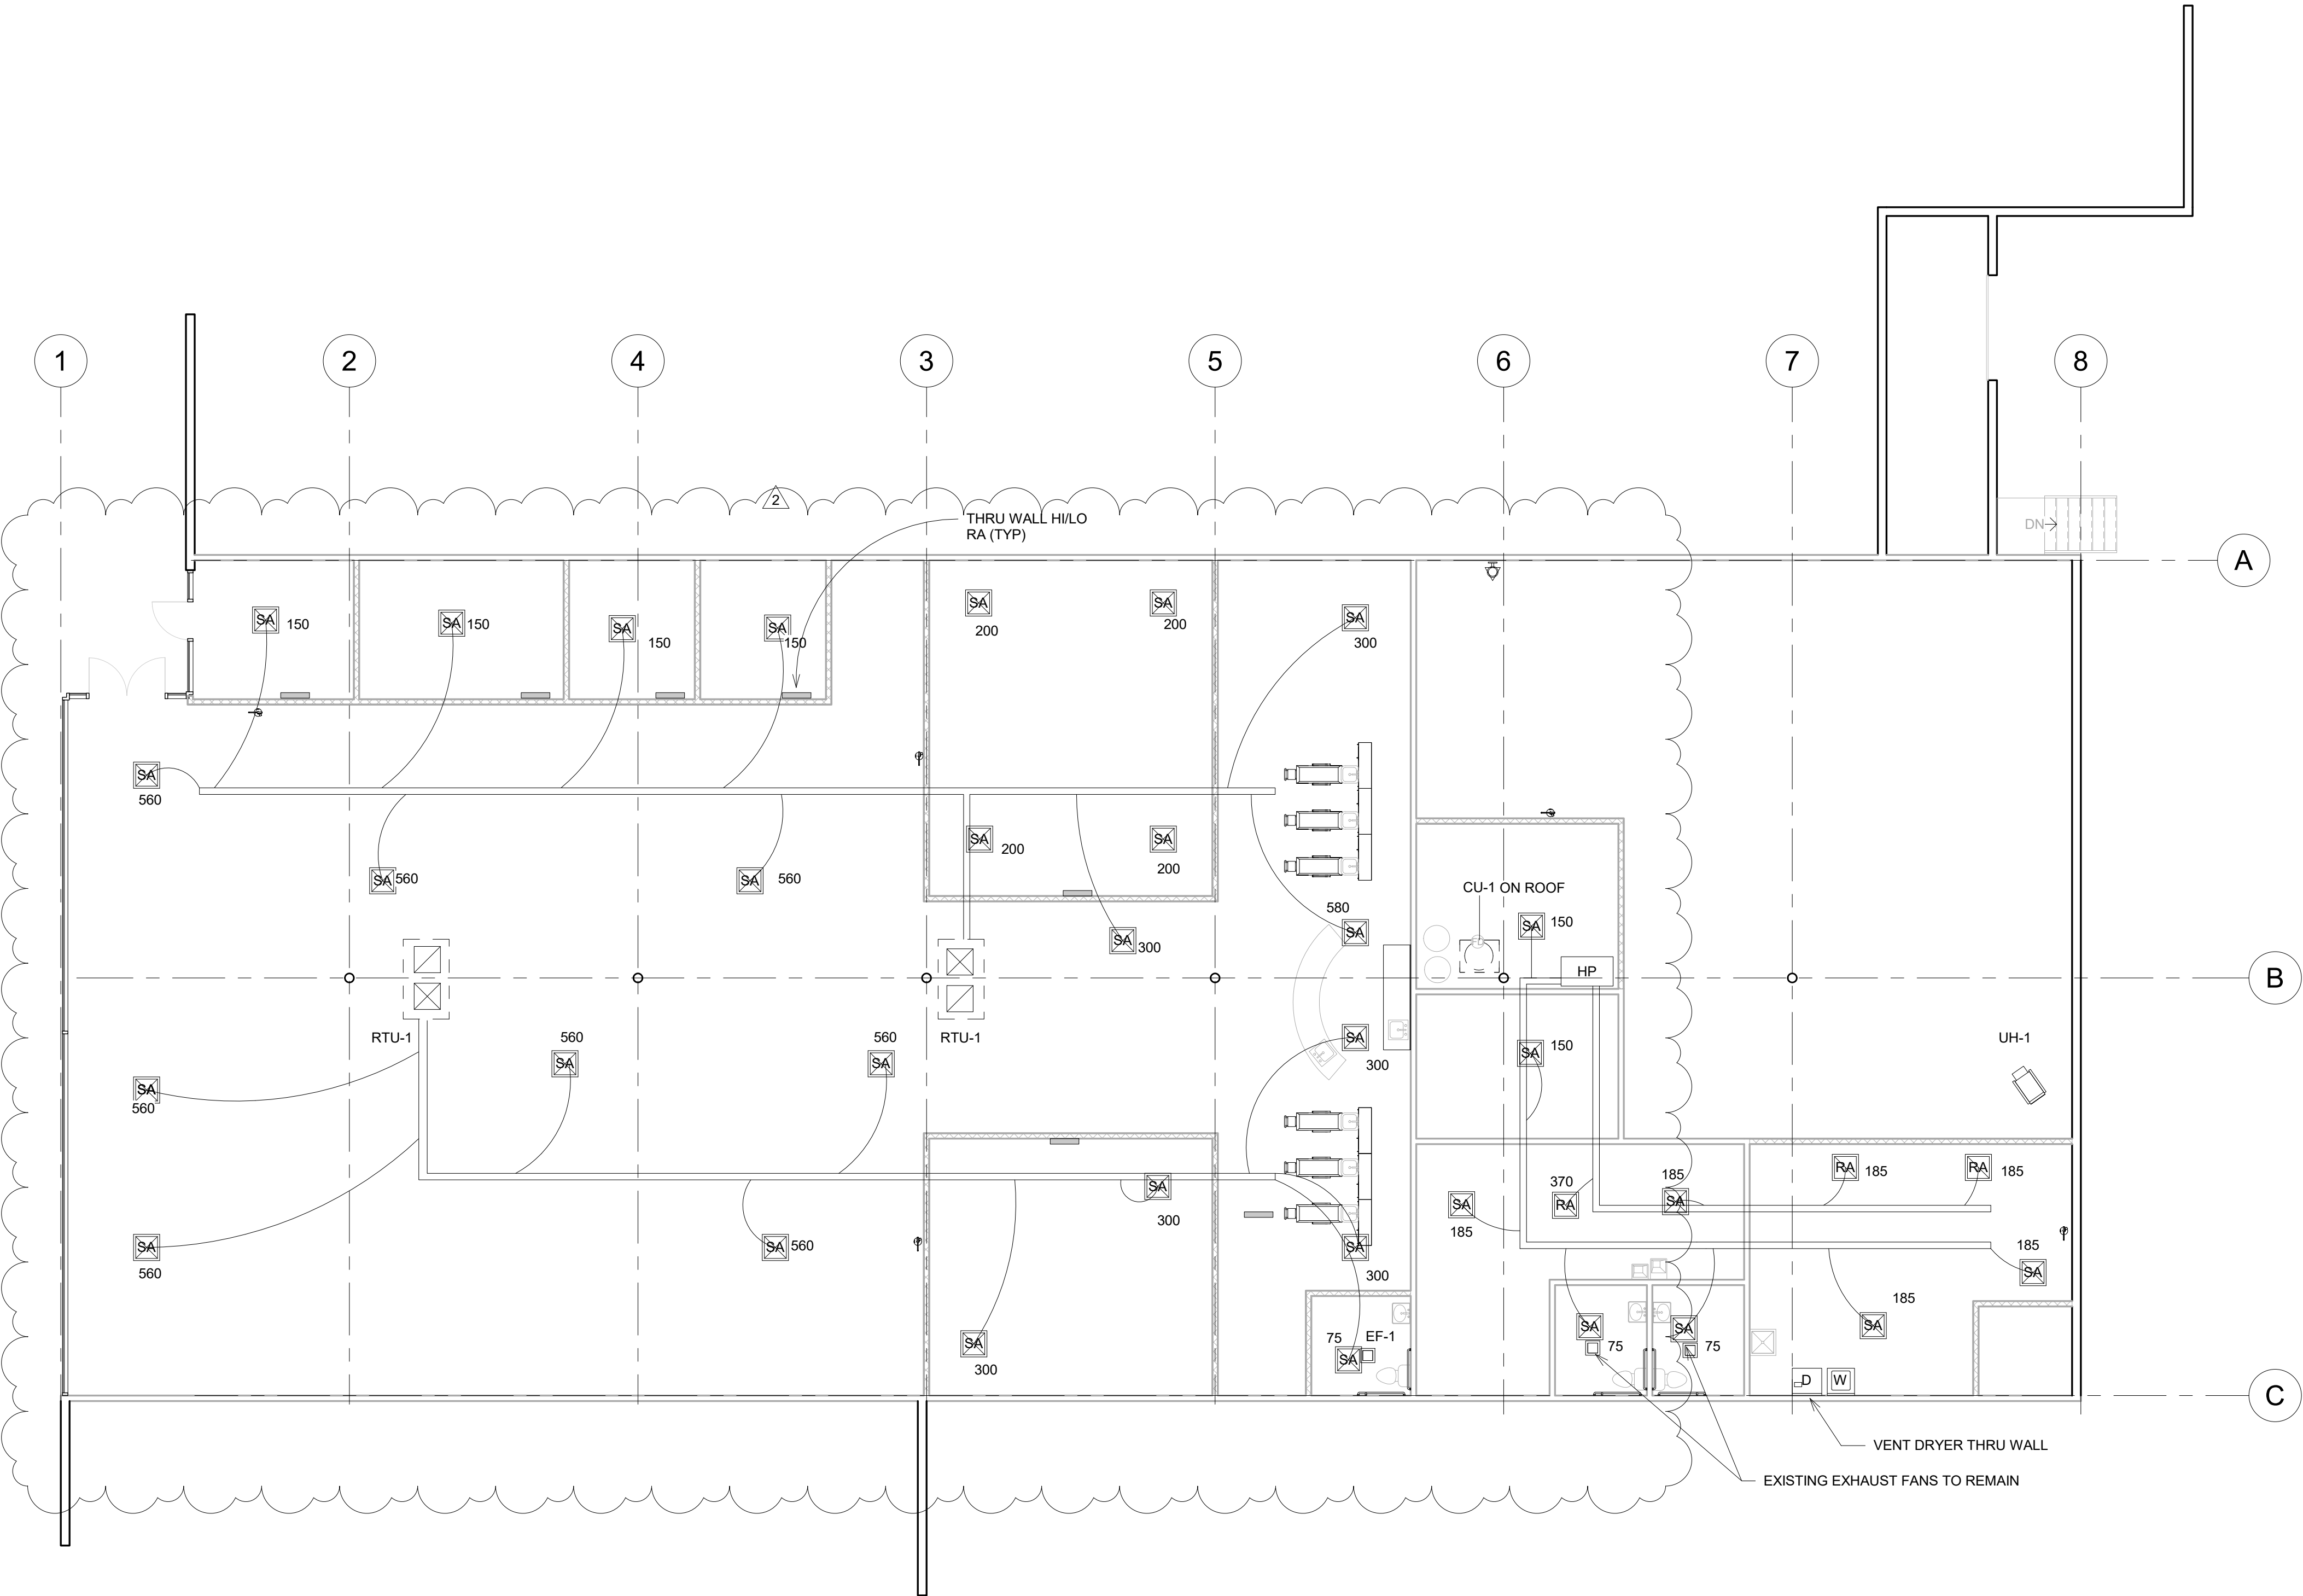 1 2 4 3 5 6 7 8
2
THRU WALL HI/LO
RA (TYP)
DN
A
SA 150
SA 150
SA 150
SA 150
SA 200
SA 200
SA 300
SA 560
SA 200
SA 200
SA 560
SA 560
CU-1 ON ROOF
580
SA
SA 150
SA 300
HP
B
RTU-1
RTU-1
560
SA
560
SA
SA
300
SA 150
UH-1
SA
560
RA 185
RA 185
370
RA
185
SA
SA
185
SA
300
SA
560
SA 560
SA
300
185
SA
185
SA
SA
300
75
SA
EF-1
SA 75
SA 75
D
W
C
VENT DRYER THRU WALL
EXISTING EXHAUST FANS TO REMAIN